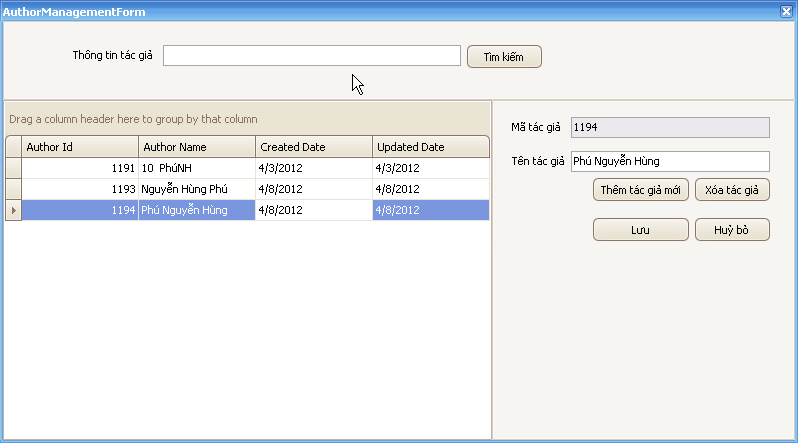 AuthorManagementForm
Thông tin tác giả Tìm kiếm
Drag a column header here to group by that column
Author Id Author Name Created Date Updated Date
1191 10 PhúNH 4/3/2012 4/3/2012
1193 Nguyễn Hùng Phú 4/8/2012 4/8/2012
1194 Phú Nguyễn Hùng 4/8/2012 4/8/2012
Mã tác giả 1194
Tên tác giả Phú Nguyễn Hùng
Thêm tác giả mới Xóa tác giả
Lưu Huỷ bỏ